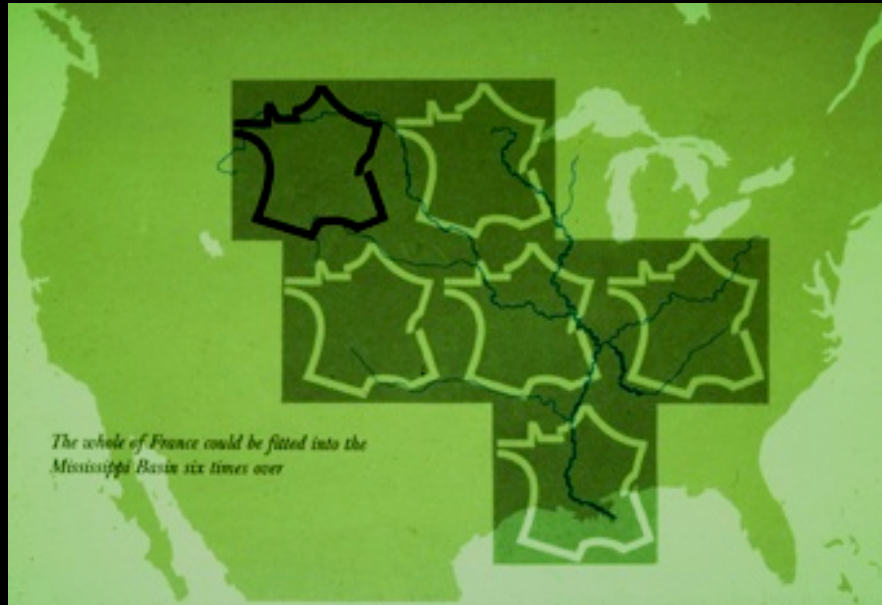 The whole of France could be fitted into the
Mississippi Basin six times over